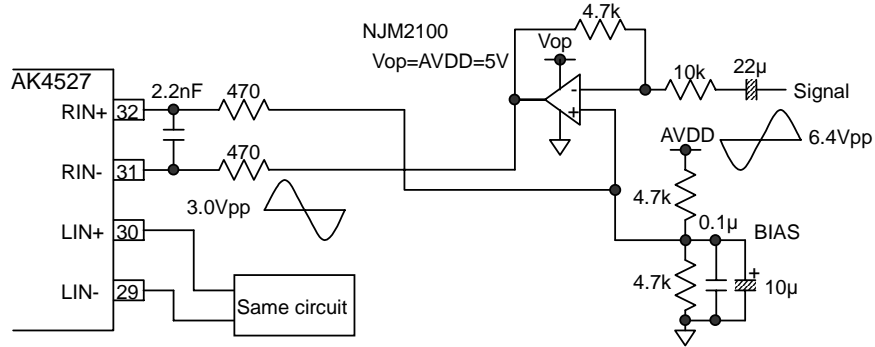 NJM2100
Vop=AVDD=5V
4.7k
Vop
-
+
10k
22µ
Signal
AK4527
2.2nF
470
RIN+
32
RIN-
31
470
3.0Vpp
LIN+
30
LIN-
29
Same circuit
AVDD
6.4Vpp
4.7k
0.1µ
BIAS
4.7k
+
10µ